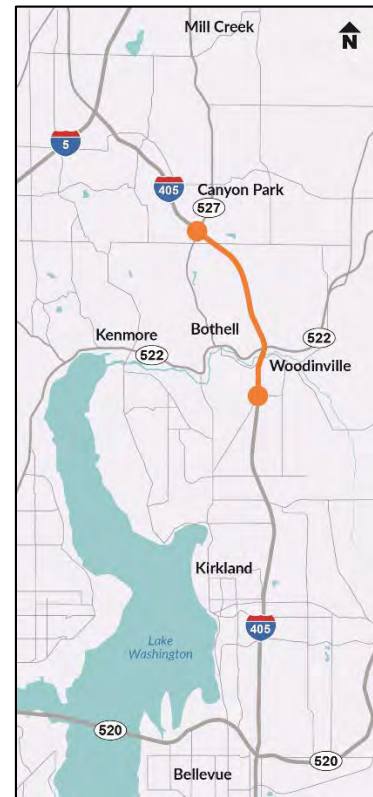 Mill Creek
N
5
405
Canyon Park
527
Kenmore
Bothell
522
522
Woodinville
Kirkland
405
Lake
Washington
520
520
Bellevue